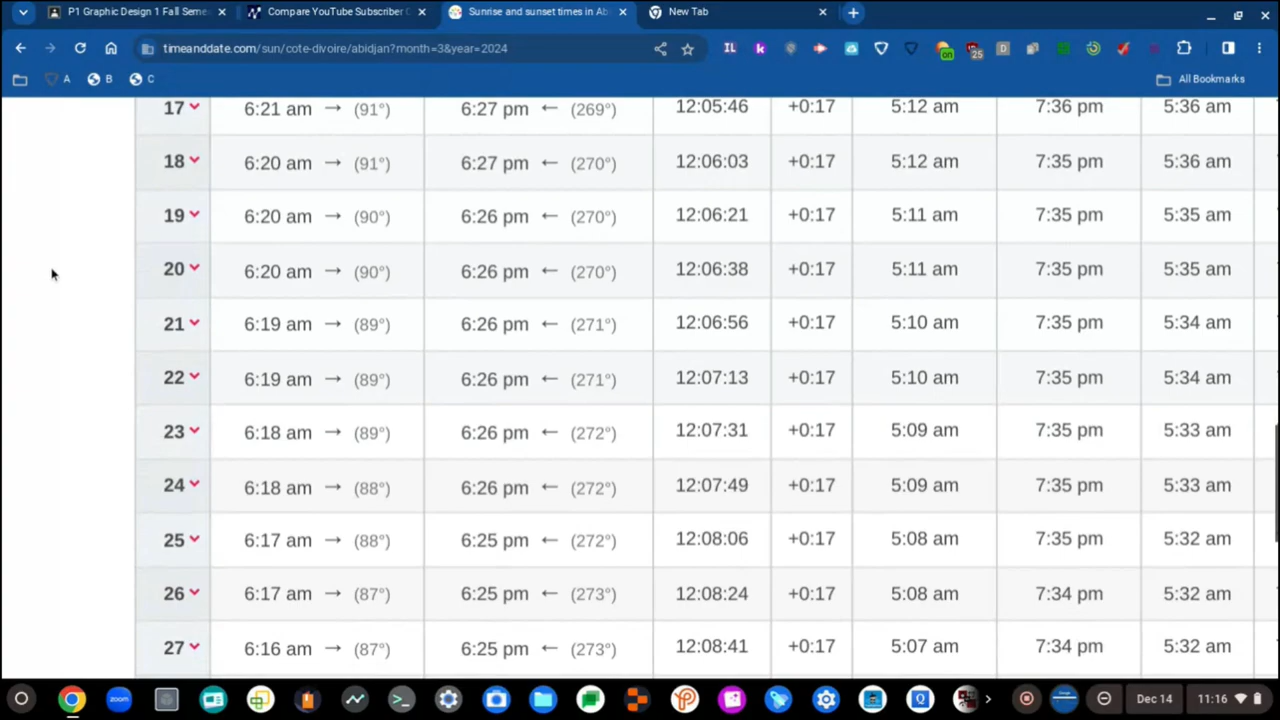 P1 Graphic Design 1 Fall Seme
Compare YouTube Subscriber C
Sunrise and sunset times in Abi
New Tab
timeanddate.com/sun/cote-divoire/abidjan?month=3&year=2024
IL k on 25 D
A B C All Bookmarks
17 6:21 am → (91°) 6:27 pm ← (269°) 12:05:46 +0:17 5:12 am 7:36 pm 5:36 am
18 6:20 am → (91°) 6:27 pm ← (270°) 12:06:03 +0:17 5:12 am 7:35 pm 5:36 am
19 6:20 am → (90°) 6:26 pm ← (270°) 12:06:21 +0:17 5:11 am 7:35 pm 5:35 am
20 6:20 am → (90°) 6:26 pm ← (270°) 12:06:38 +0:17 5:11 am 7:35 pm 5:35 am
21 6:19 am → (89°) 6:26 pm ← (271°) 12:06:56 +0:17 5:10 am 7:35 pm 5:34 am
22 6:19 am → (89°) 6:26 pm ← (271°) 12:07:13 +0:17 5:10 am 7:35 pm 5:34 am
23 6:18 am → (89°) 6:26 pm ← (272°) 12:07:31 +0:17 5:09 am 7:35 pm 5:33 am
24 6:18 am → (88°) 6:26 pm ← (272°) 12:07:49 +0:17 5:09 am 7:35 pm 5:33 am
25 6:17 am → (88°) 6:25 pm ← (272°) 12:08:06 +0:17 5:08 am 7:35 pm 5:32 am
26 6:17 am → (87°) 6:25 pm ← (273°) 12:08:24 +0:17 5:08 am 7:34 pm 5:32 am
27 6:16 am → (87°) 6:25 pm ← (273°) 12:08:41 +0:17 5:07 am 7:34 pm 5:32 am
zoom Q Dec 14 11:16